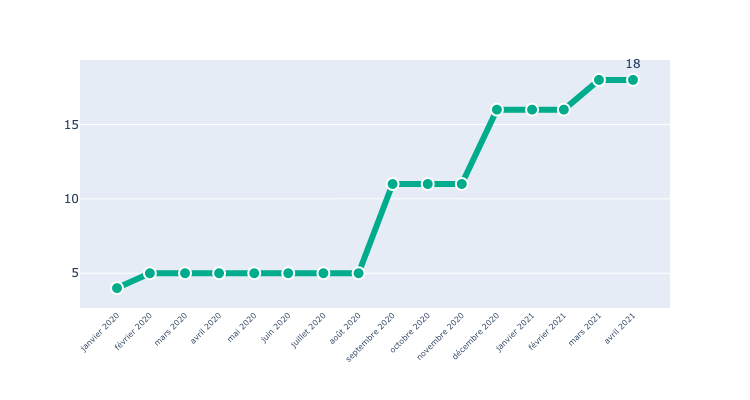 18
15
10
5
janvier 2020
février 2020
mars 2020
avril 2020
mai 2020
juin 2020
juillet 2020
août 2020
septembre 2020
octobre 2020
novembre 2020
décembre 2020
janvier 2021
février 2021
mars 2021
avril 2021